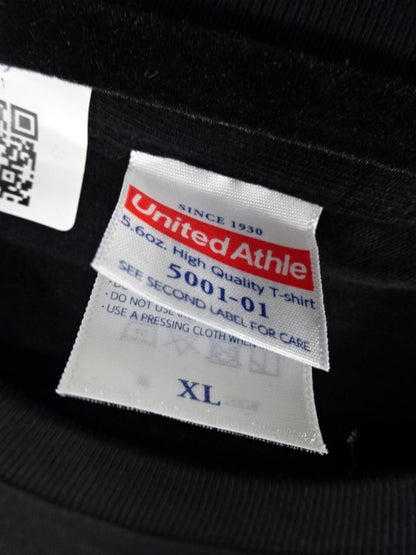 SINCE 1930
United Athle
5.6oz. High Quality T-shirt
5001-01
SEE SECOND LABEL FOR CARE
• DO NOT USE
• USE A PRESSING CLOTH WHEN
XL